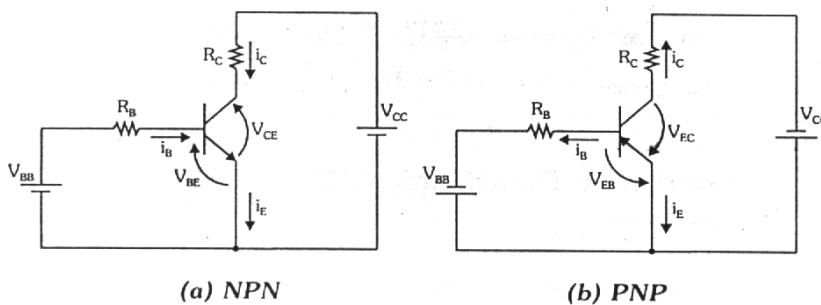 R_C
i_C
R_B
i_B
V_CE
V_BE
V_BB
V_CC
i_E
(a) NPN
R_C
i_C
R_B
i_B
V_EC
V_EB
V_BB
V_CC
i_E
(b) PNP